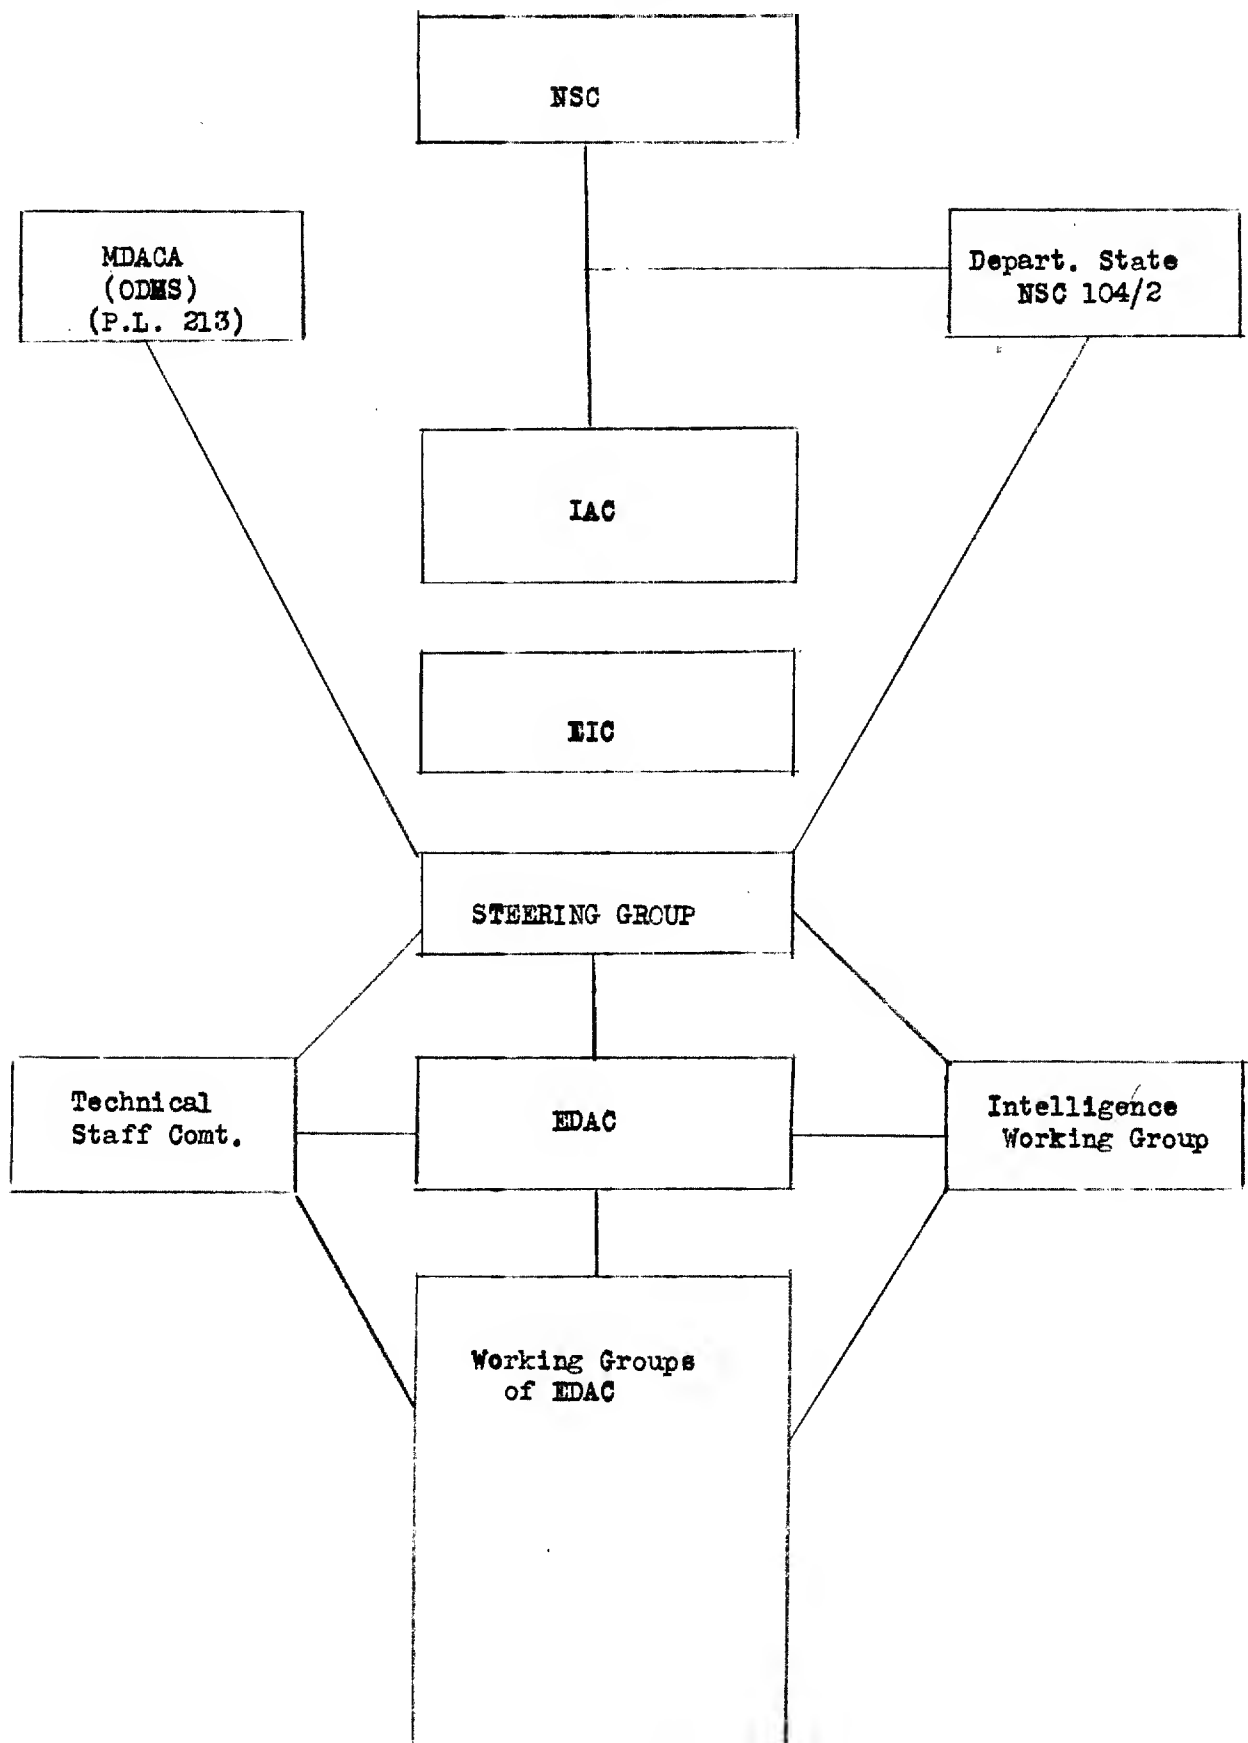 NSC
MDACA
(ODMS)
(P.L. 213)
Depart. State
NSC 104/2
IAC
EIC
STEERING GROUP
Technical
Staff Comt.
EDAC
Intelligence
Working Group
Working Groups
of EDAC